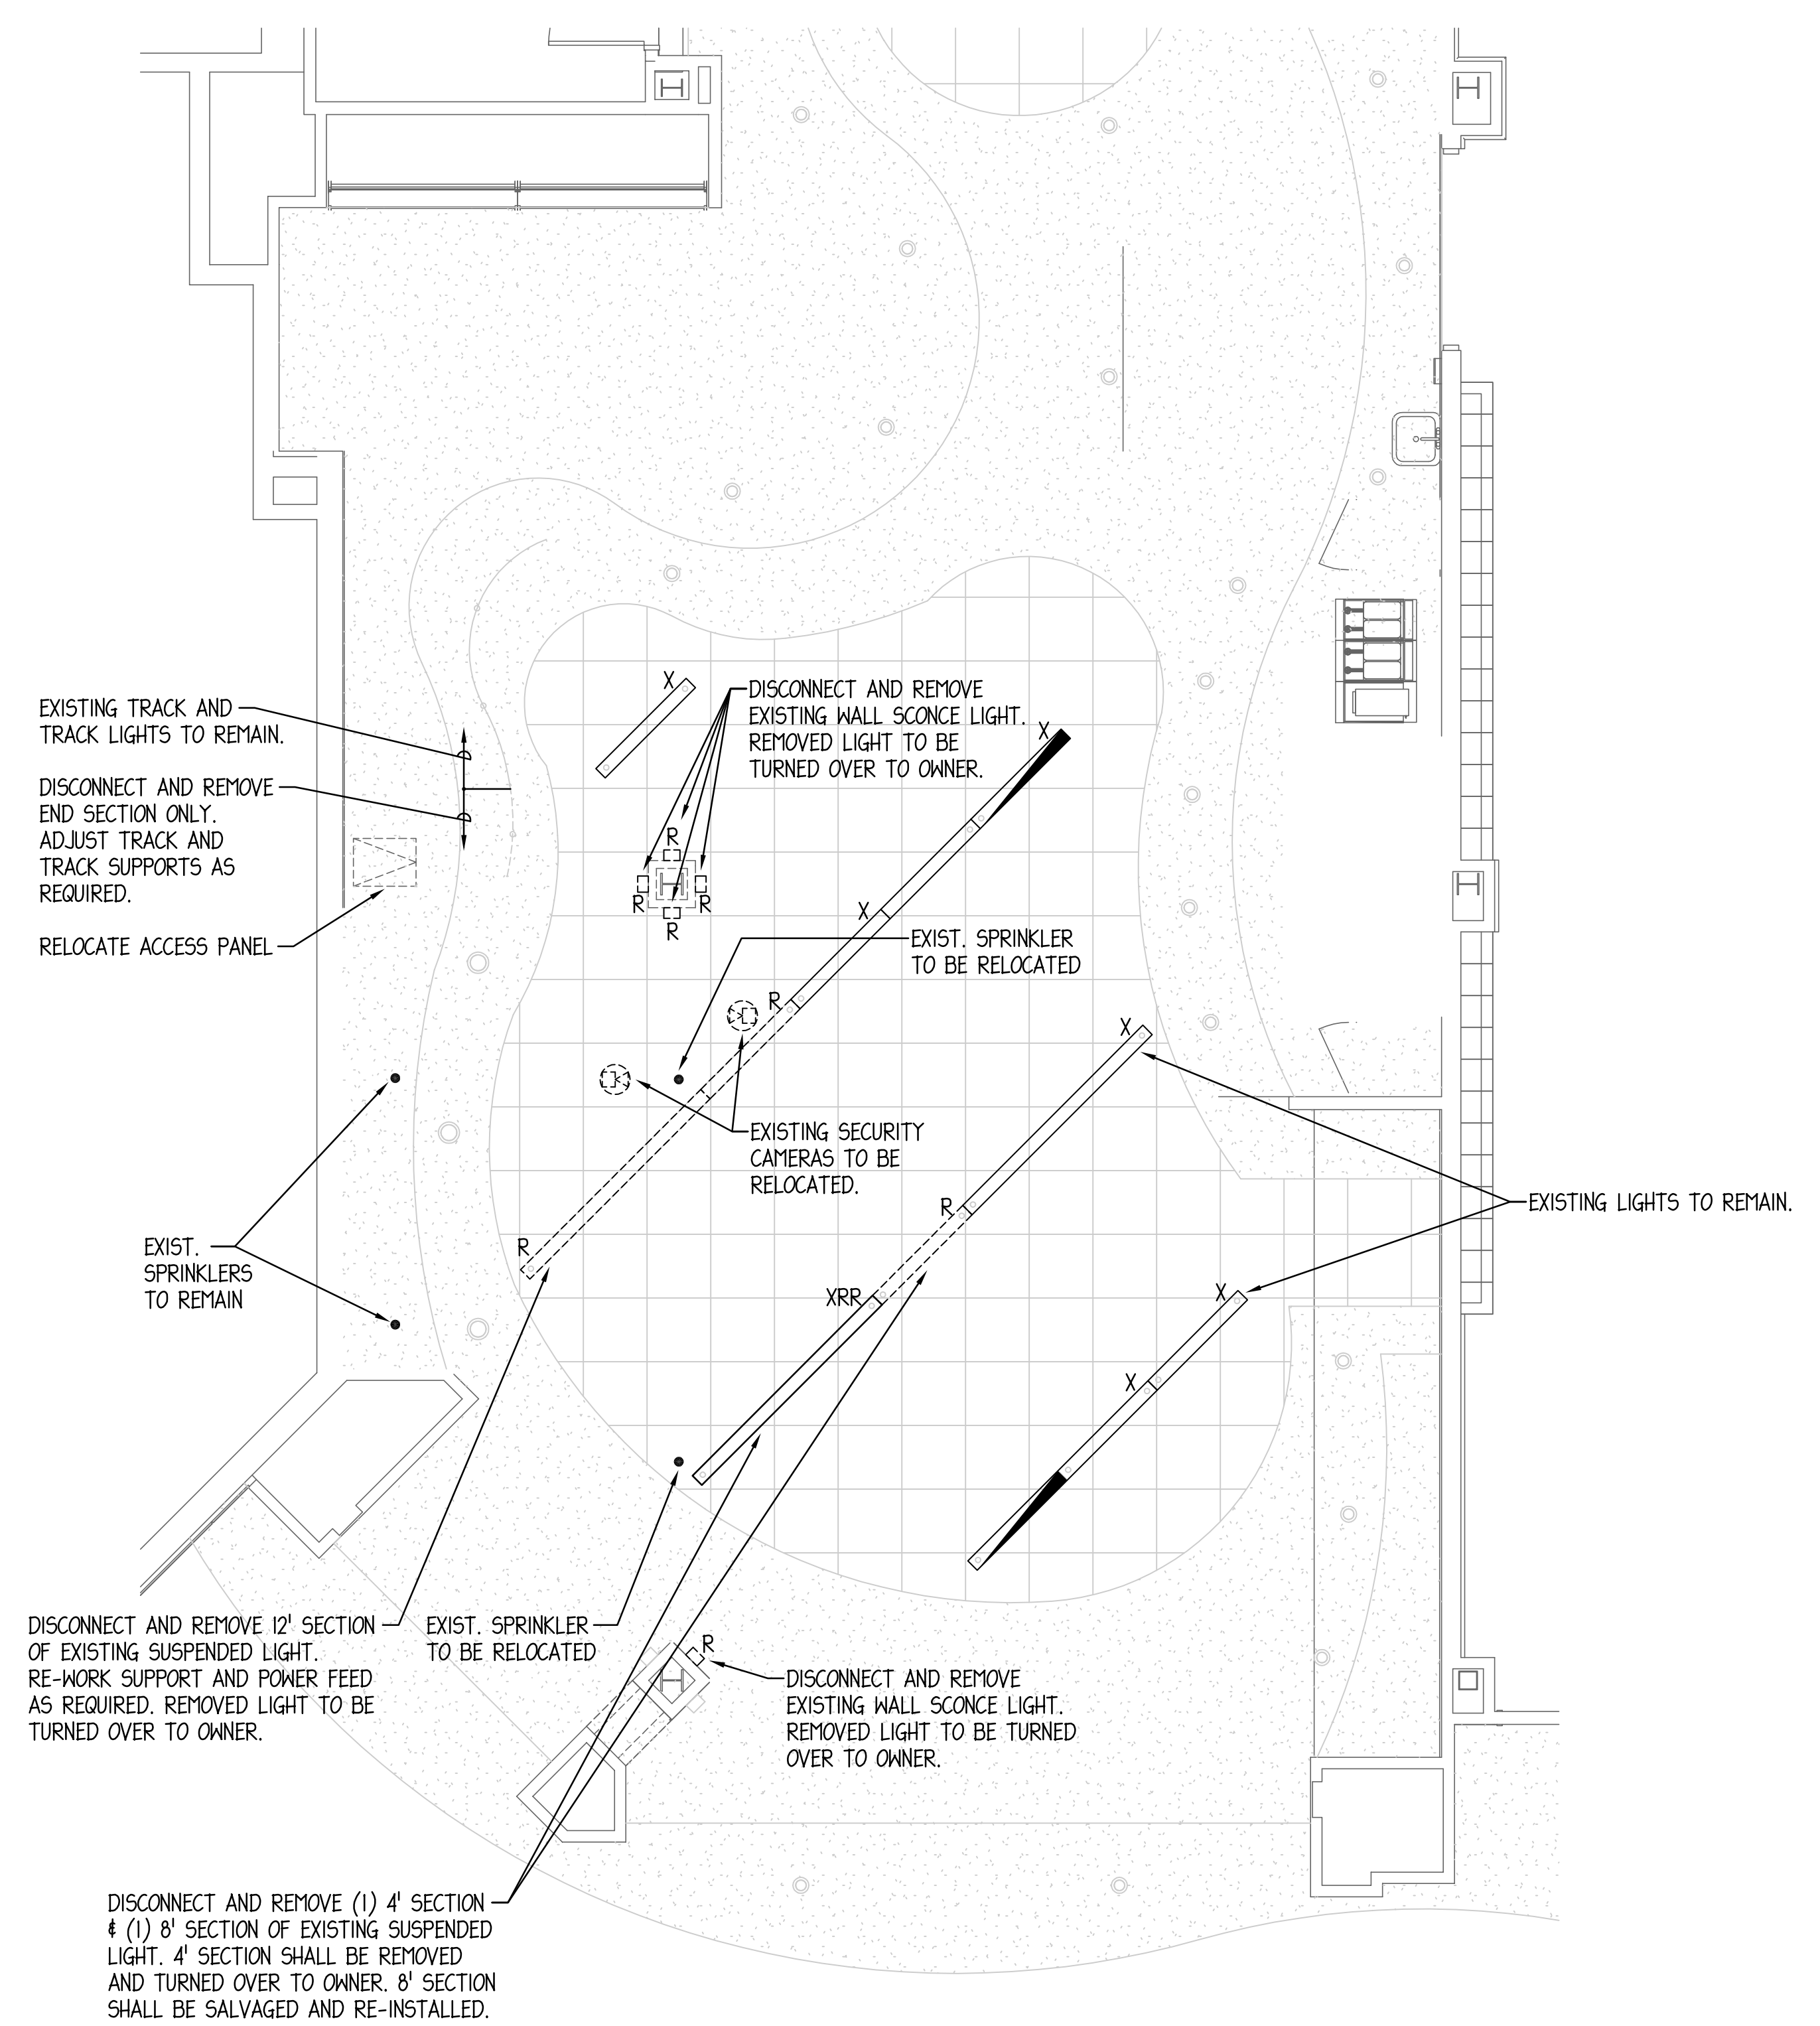 X
DISCONNECT AND REMOVE
EXISTING WALL SCONCE LIGHT.
REMOVED LIGHT TO BE
TURNED OVER TO OWNER.
X
EXISTING TRACK AND
TRACK LIGHTS TO REMAIN.
DISCONNECT AND REMOVE
END SECTION ONLY.
ADJUST TRACK AND
TRACK SUPPORTS AS
REQUIRED.
RELOCATE ACCESS PANEL
R
R
R
R
X
EXIST. SPRINKLER
TO BE RELOCATED
R
X
EXISTING SECURITY
CAMERAS TO BE
RELOCATED.
R
EXISTING LIGHTS TO REMAIN.
EXIST.
SPRINKLERS
TO REMAIN
R
XRR
X
X
DISCONNECT AND REMOVE 12' SECTION
OF EXISTING SUSPENDED LIGHT.
RE-WORK SUPPORT AND POWER FEED
AS REQUIRED. REMOVED LIGHT TO BE
TURNED OVER TO OWNER.
EXIST. SPRINKLER
TO BE RELOCATED
R
DISCONNECT AND REMOVE
EXISTING WALL SCONCE LIGHT.
REMOVED LIGHT TO BE TURNED
OVER TO OWNER.
DISCONNECT AND REMOVE (1) 4' SECTION
& (1) 8' SECTION OF EXISTING SUSPENDED
LIGHT. 4' SECTION SHALL BE REMOVED
AND TURNED OVER TO OWNER. 8' SECTION
SHALL BE SALVAGED AND RE-INSTALLED.